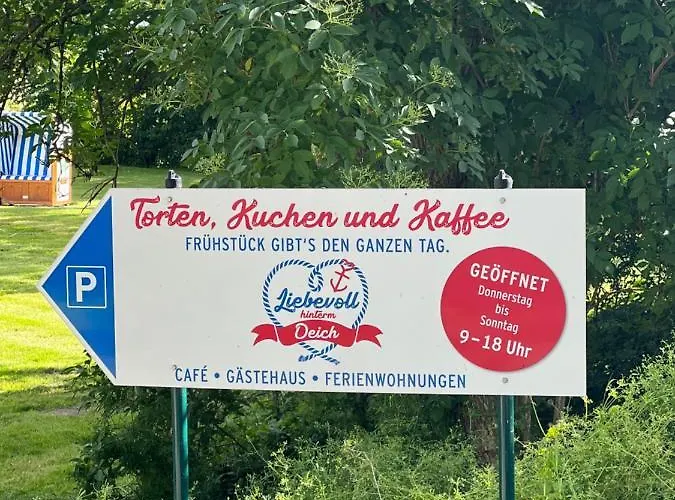 Torten, Kuchen und Kaffee
FRÜHSTÜCK GIBT'S DEN GANZEN TAG.
P
Liebevoll
hinterm
Deich
GEÖFFNET
Donnerstag
bis
Sonntag
9 – 18 Uhr
CAFÉ • GÄSTEHAUS • FERIENWOHNUNGEN